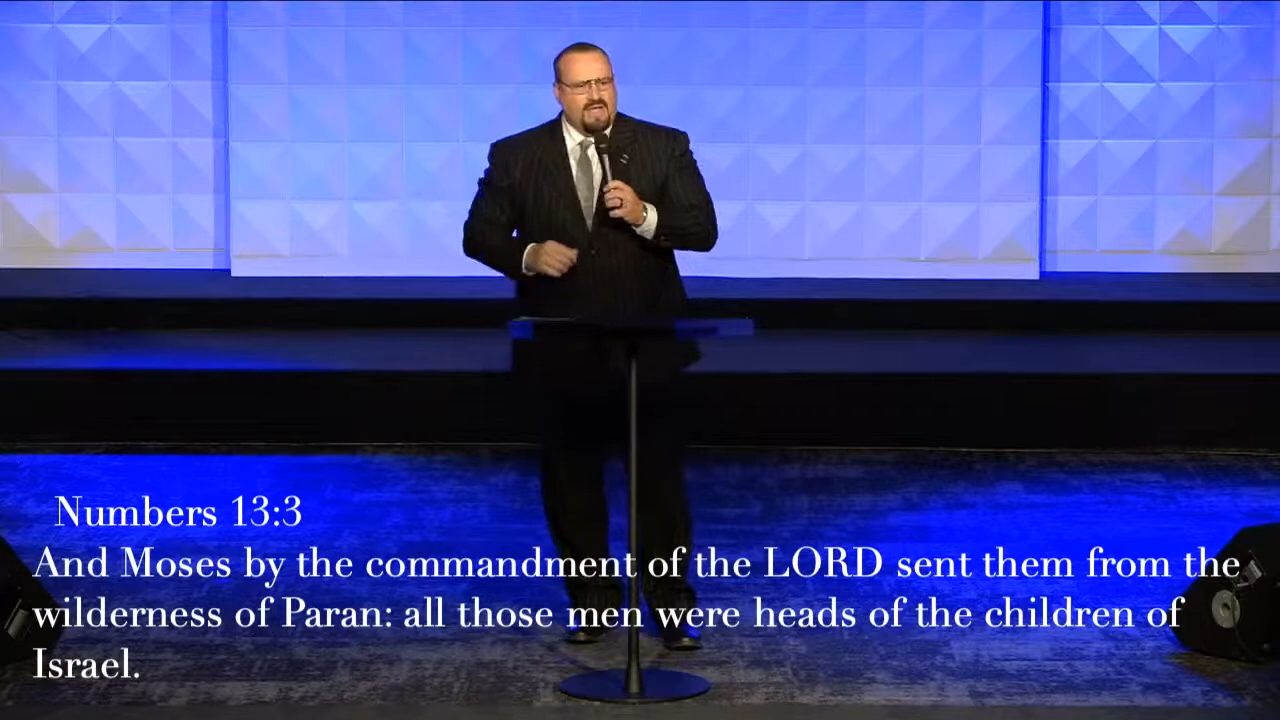 Numbers 13:3
And Moses by the commandment of the LORD sent them from the
wilderness of Paran: all those men were heads of the children of
Israel.